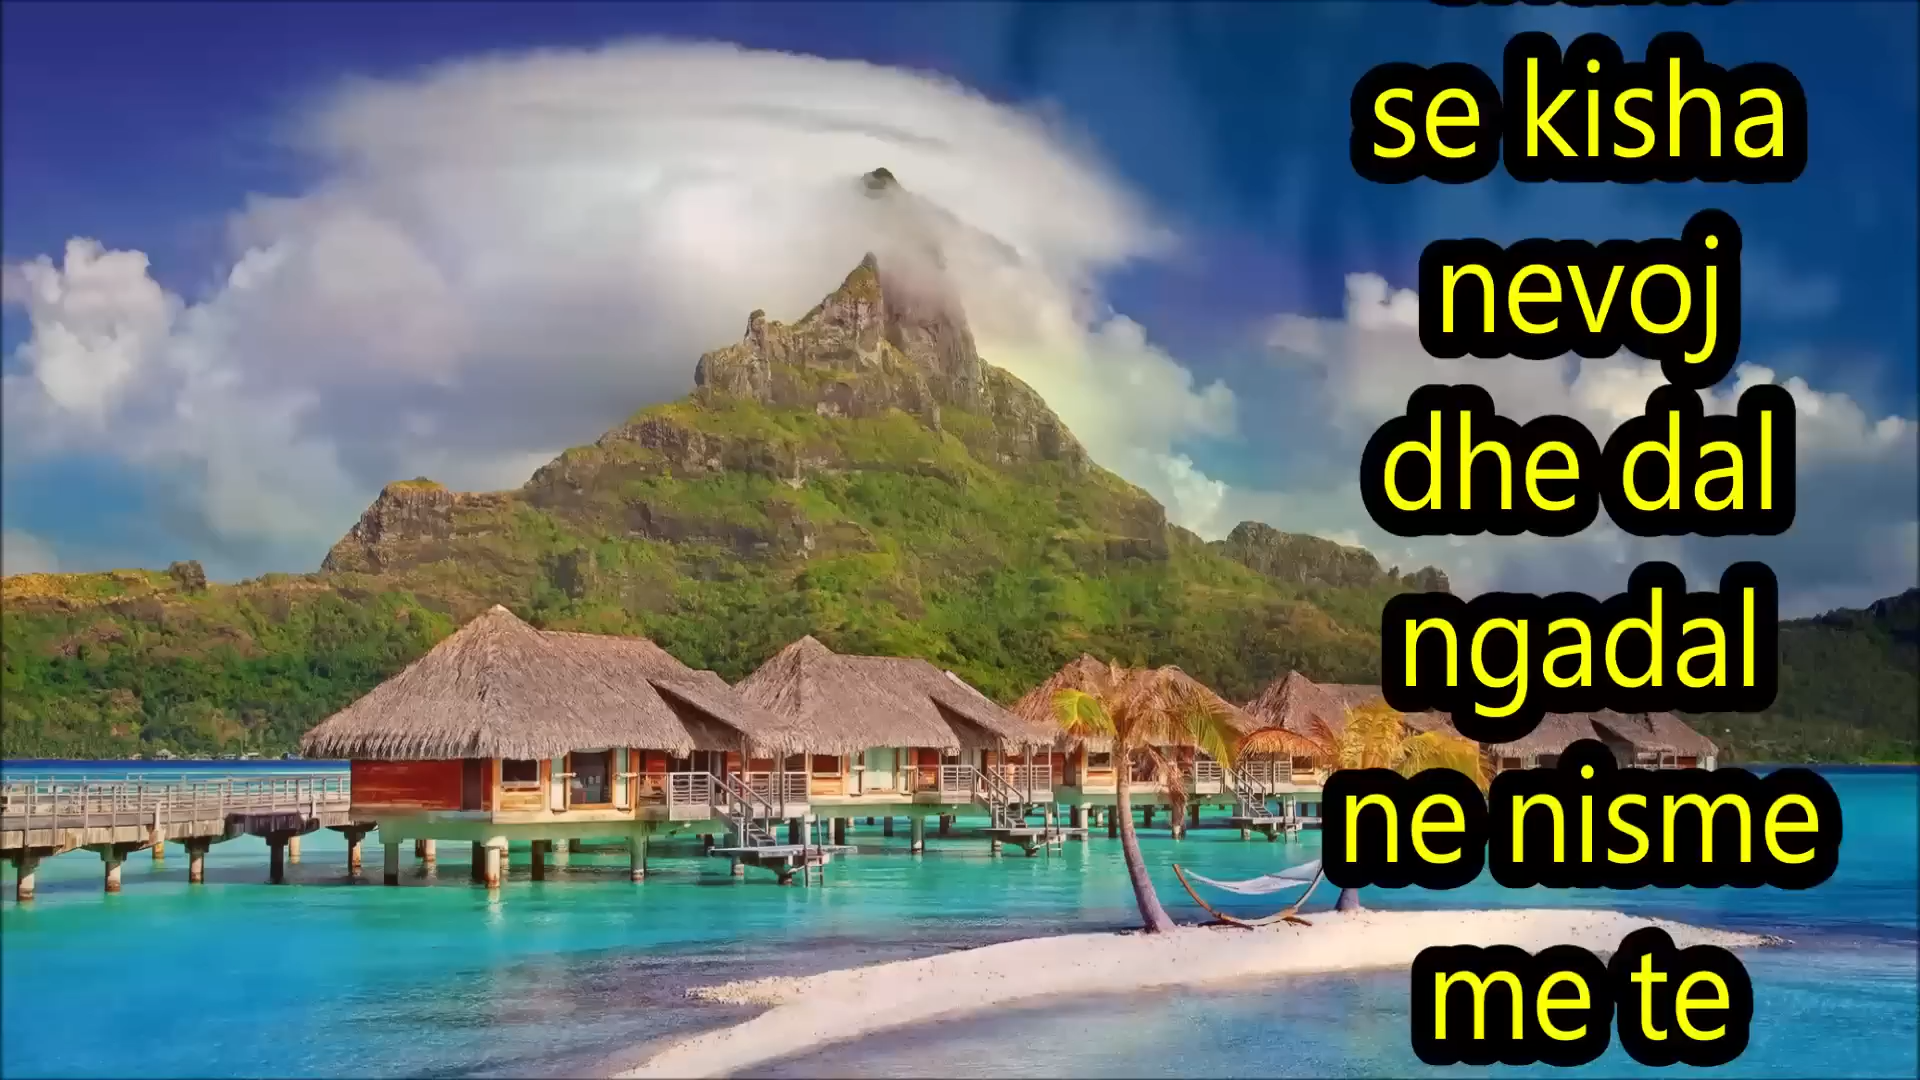 se kisha
nevoj
dhe dal
ngadal
ne nisme
me te